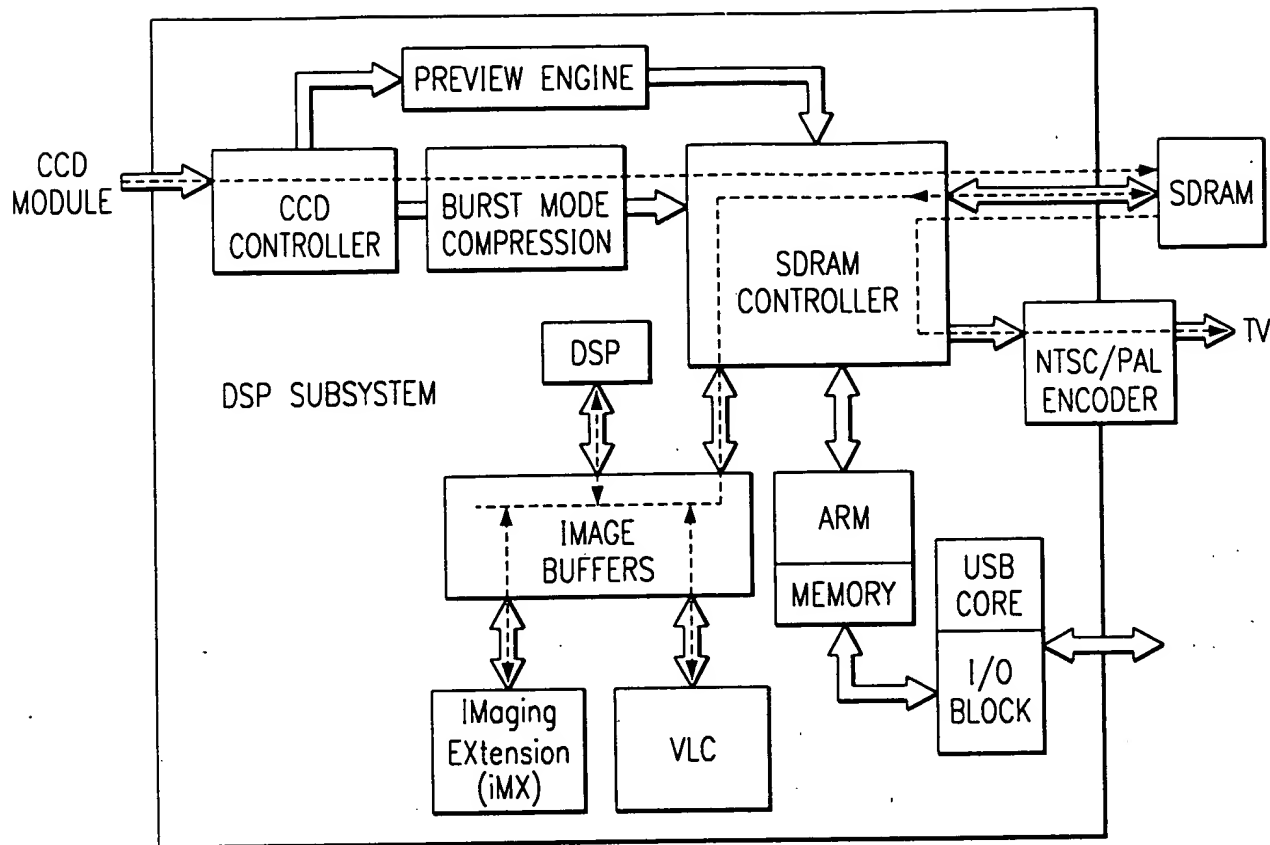 PREVIEW ENGINE
CCD
MODULE
CCD
CONTROLLER
BURST MODE
COMPRESSION
SDRAM
CONTROLLER
SDRAM
NTSC/PAL
ENCODER
TV
DSP
DSP SUBSYSTEM
IMAGE
BUFFERS
ARM
MEMORY
USB
CORE
I/O
BLOCK
IMaging
EXtension
(iMX)
VLC